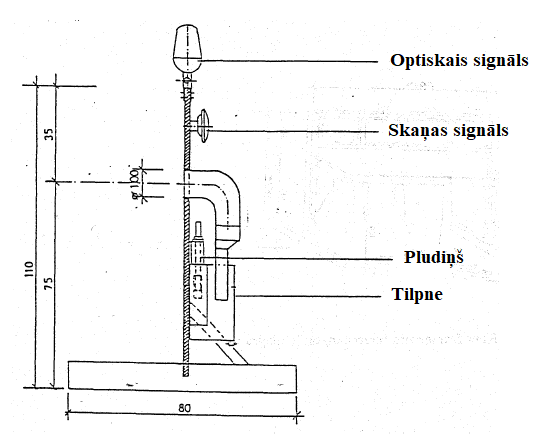 Optiskais signāls
35
Skaņas signāls
ø 100
110
75
Pludiņš
Tilpne
80